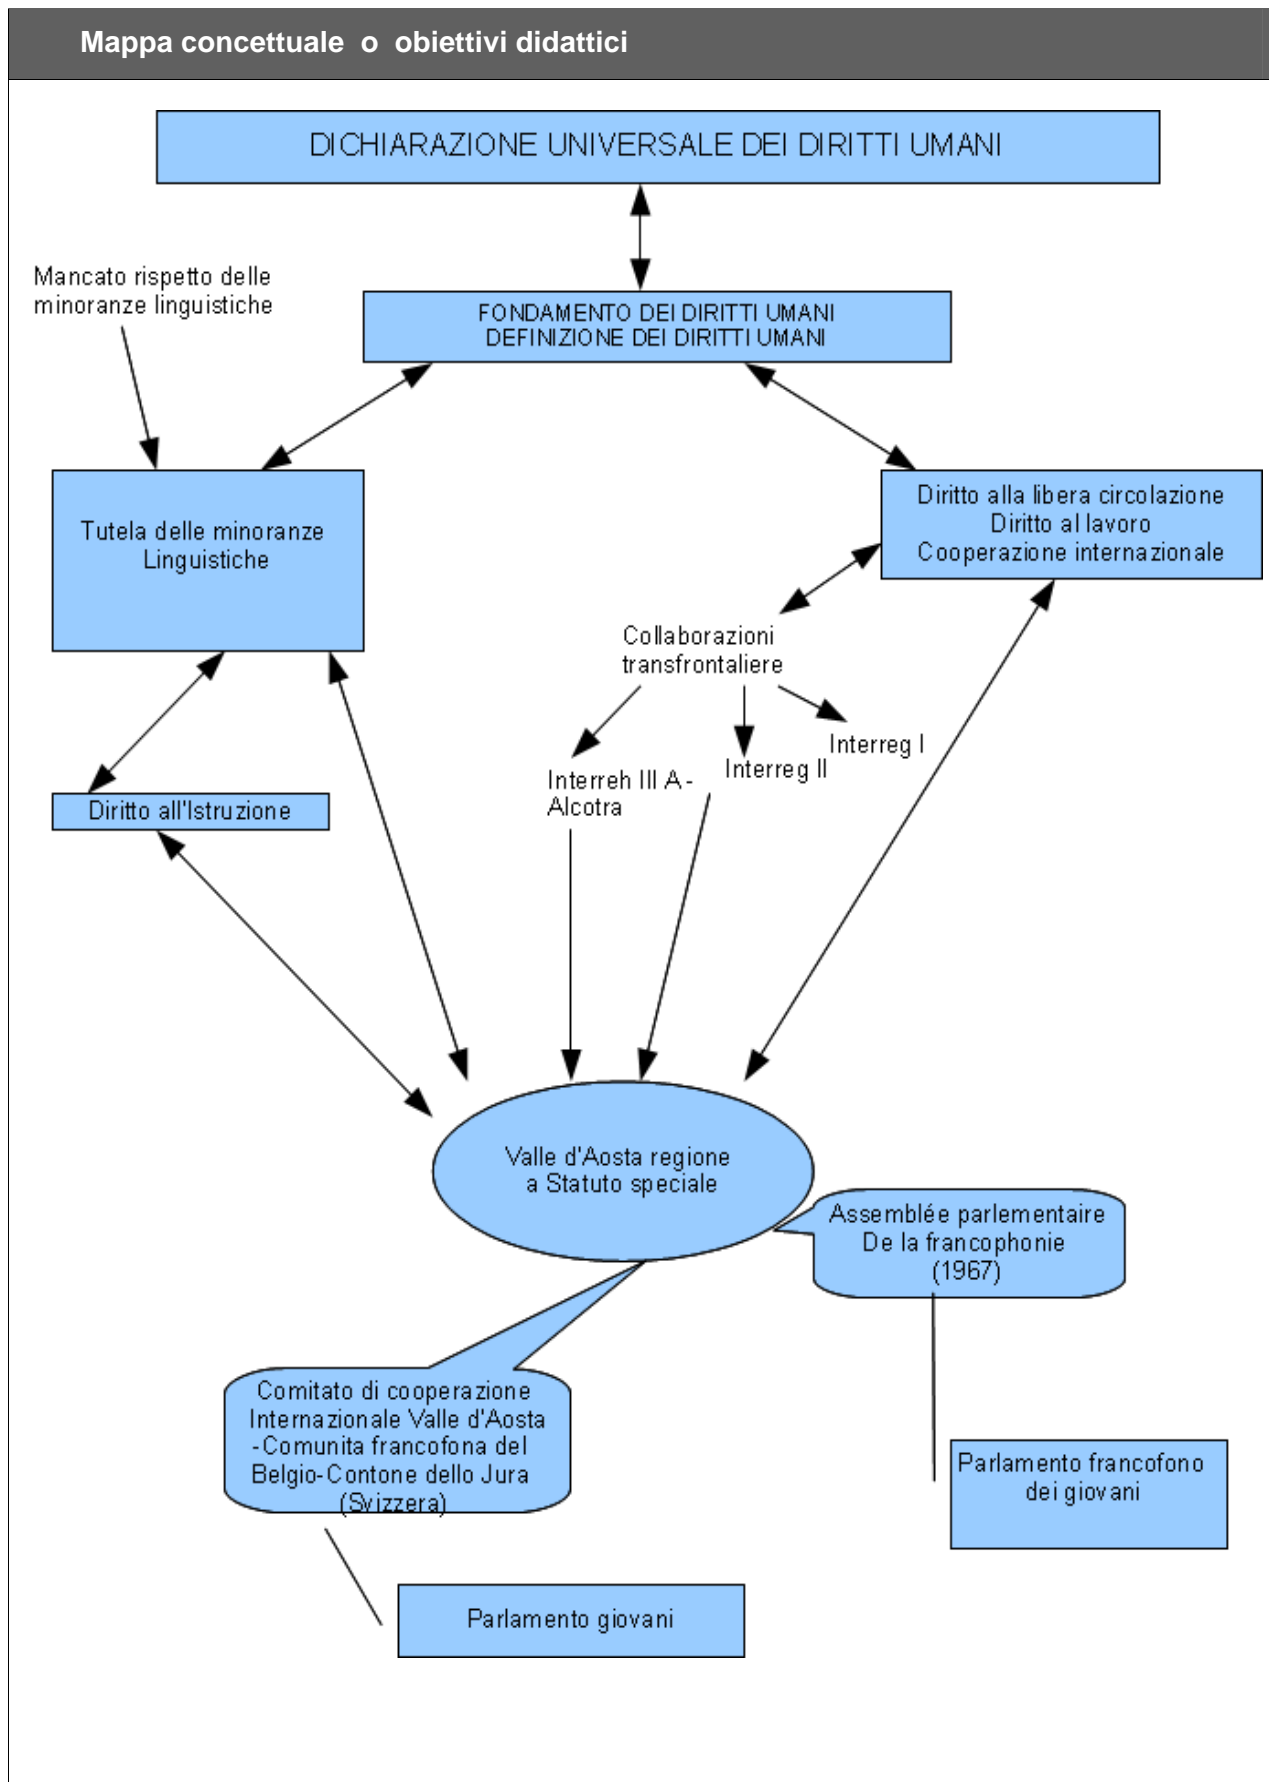 Mappa concettuale o obiettivi didattici
DICHIARAZIONE UNIVERSALE DEI DIRITTI UMANI
Mancato rispetto delle
minoranze linguistiche
FONDAMENTO DEI DIRITTI UMANI
DEFINIZIONE DEI DIRITTI UMANI
Tutela delle minoranze
Linguistiche
Diritto alla libera circolazione
Diritto al lavoro
Cooperazione internazionale
Collaborazioni
transfrontaliere
Interreg I
Interreg II
Interreh III A -
Alcotra
Diritto all'Istruzione
Valle d'Aosta regione
a Statuto speciale
Assemblée parlementaire
De la francophonie
(1967)
Comitato di cooperazione
Internazionale Valle d'Aosta
-Comunita francofona del
Belgio-Contone dello Jura
(Svizzera)
Parlamento francofono
dei giovani
Parlamento giovani